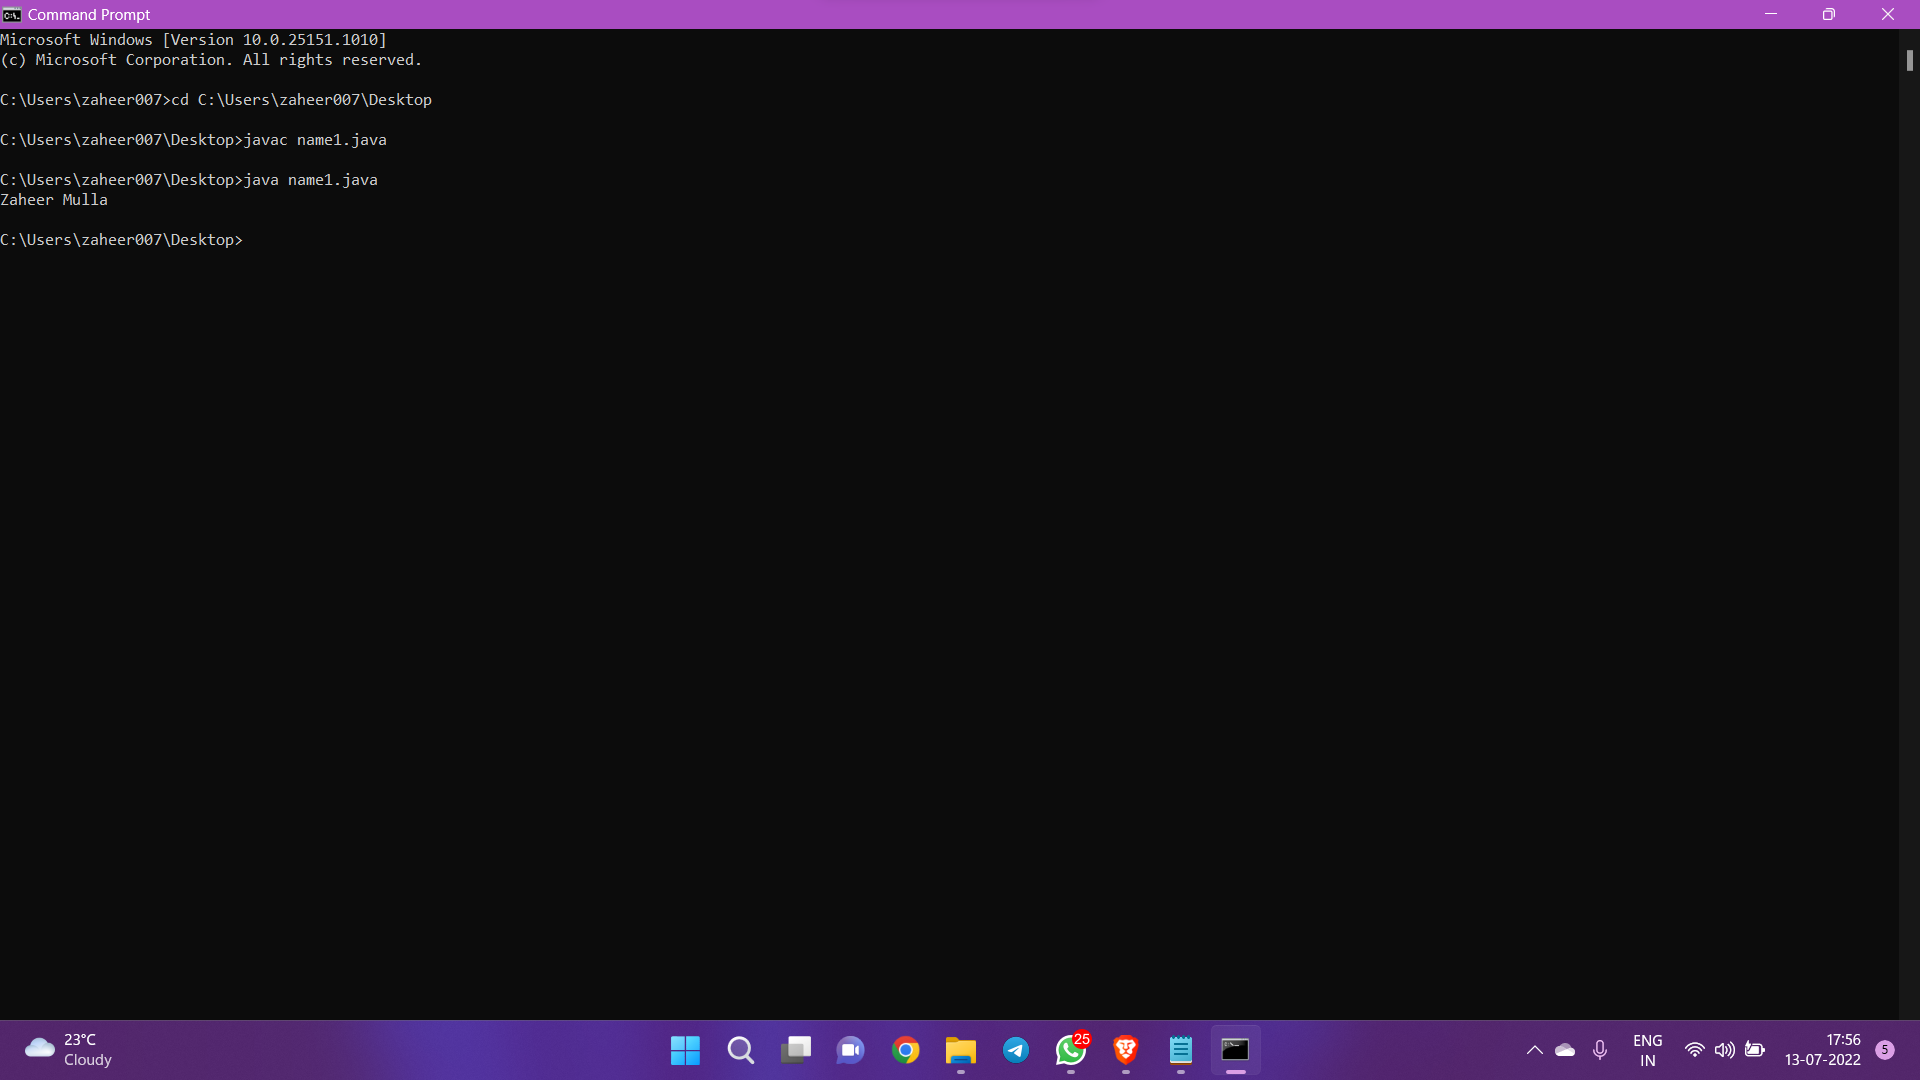 Command Prompt
Microsoft Windows [Version 10.0.25151.1010]
(c) Microsoft Corporation. All rights reserved.
C:\Users\zaheer007>cd C:\Users\zaheer007\Desktop
C:\Users\zaheer007\Desktop>javac name1.java
C:\Users\zaheer007\Desktop>java name1.java
Zaheer Mulla
C:\Users\zaheer007\Desktop>
23°C
Cloudy
25
ENG
IN
17:56
13-07-2022
5